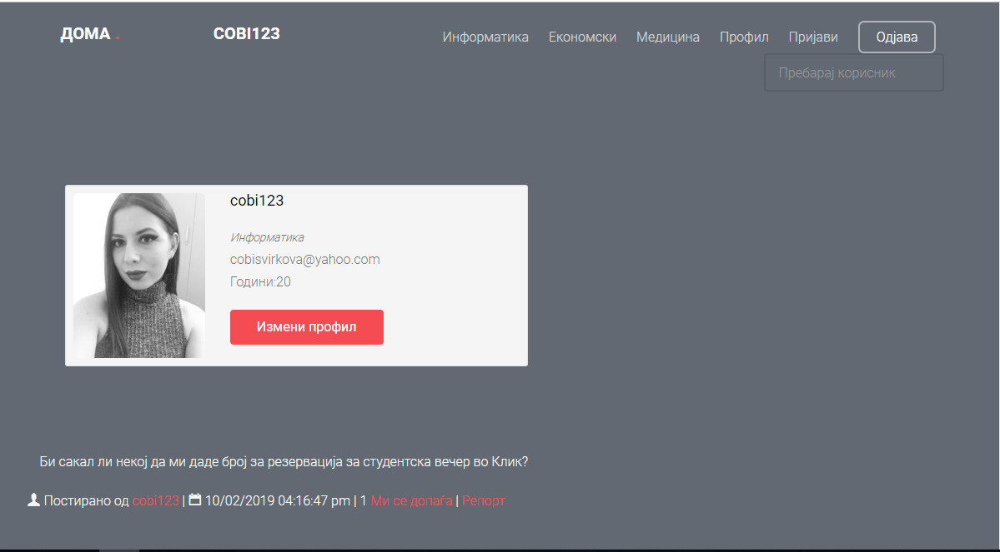 ДОМА .
COBI123
Информатика Економски Медицина Профил Пријави Одјава
Пребарај корисник
cobi123
Информатика
cobisvirkova@yahoo.com
Години:20
Измени профил
Би сакал ли некој да ми даде број за резервација за студентска вечер во Клик?
Постирано од cobi123 | 10/02/2019 04:16:47 pm | 1 Ми се допаѓа | Репорт